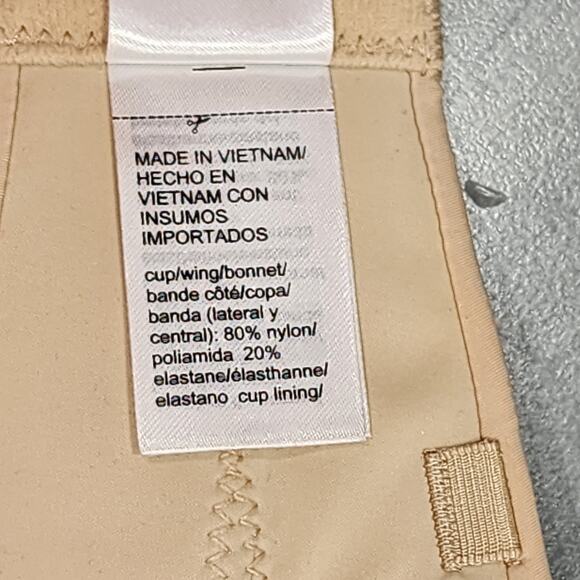 MADE IN VIETNAM/
HECHO EN
VIETNAM CON
INSUMOS
IMPORTADOS
cup/wing/bonnet/
bande côté/copa/
banda (lateral y
central): 80% nylon/
poliamida 20%
elastane/élasthanne/
elastano cup lining/